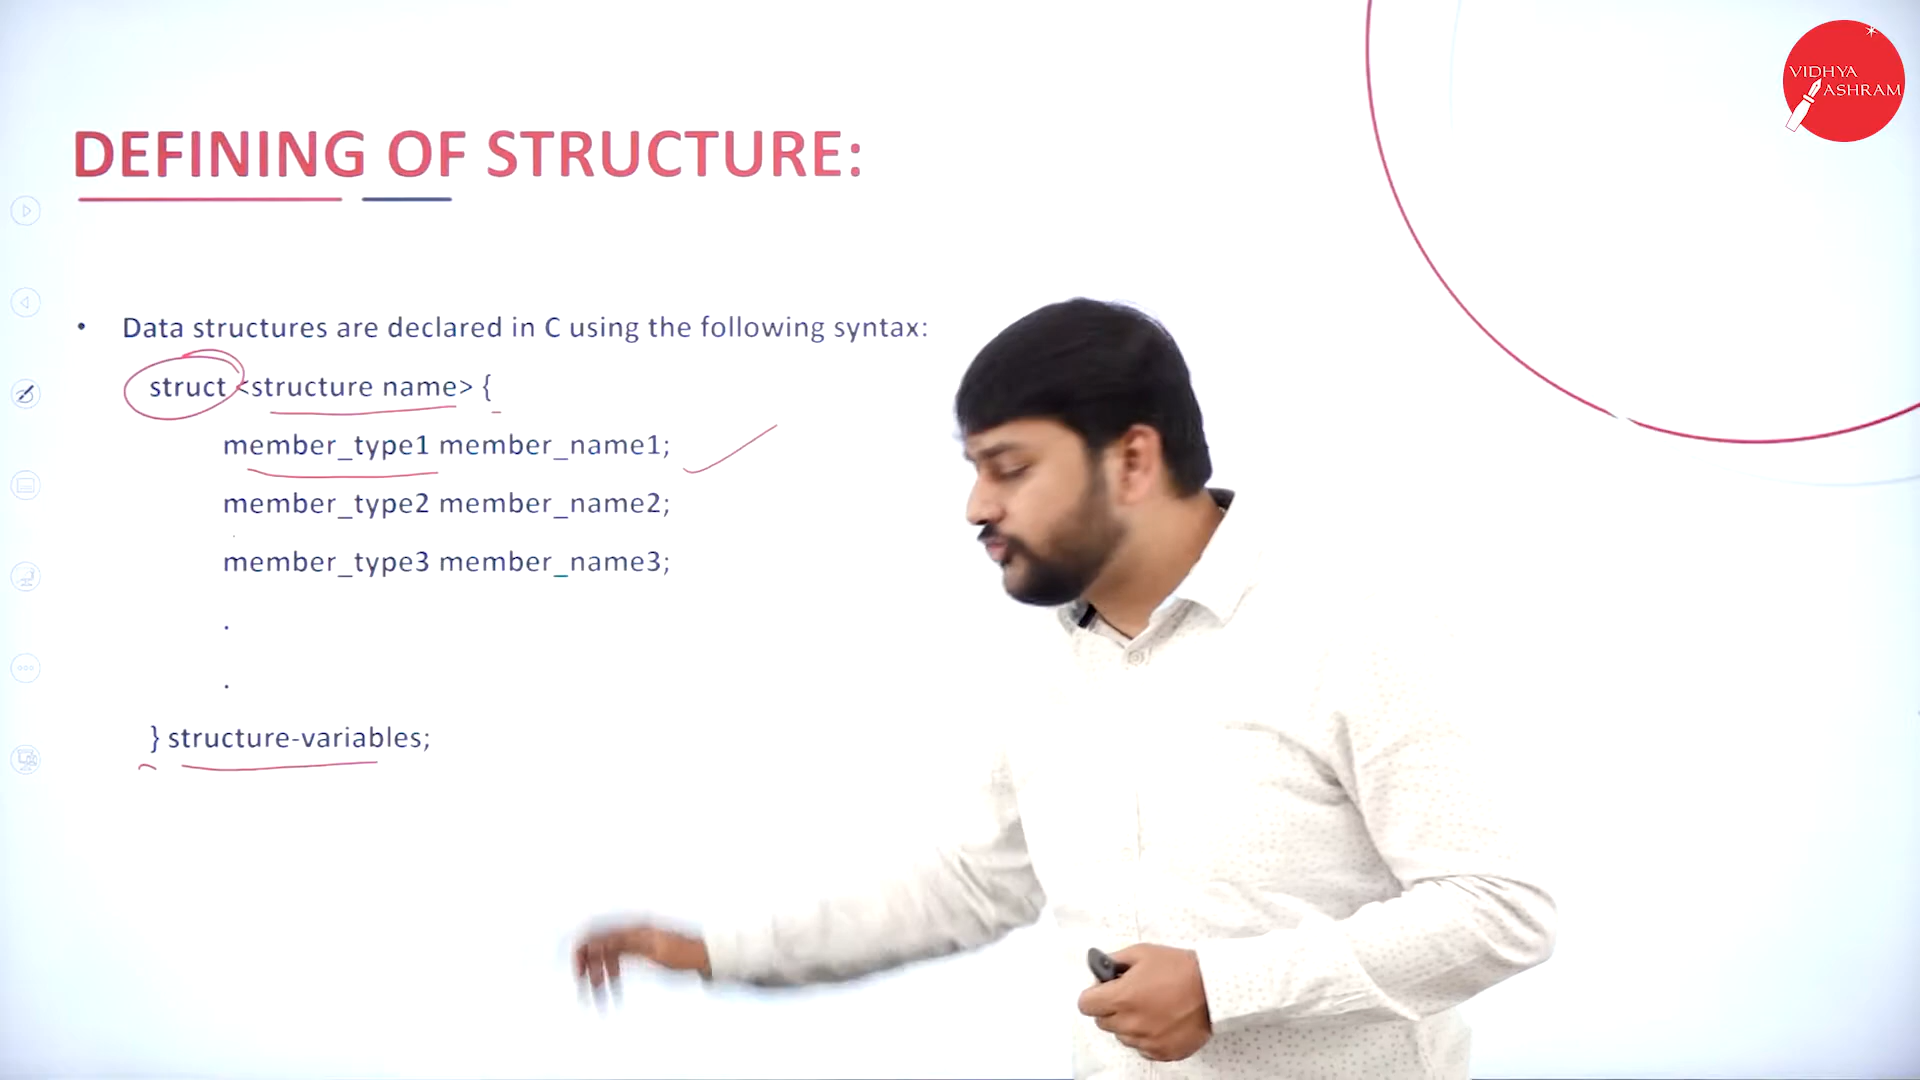 VIDHYA
ASHRAM
DEFINING OF STRUCTURE:
• Data structures are declared in C using the following syntax:
struct <structure name> {
member_type1 member_name1;
member_type2 member_name2;
member_type3 member_name3;
.
.
} structure-variables;